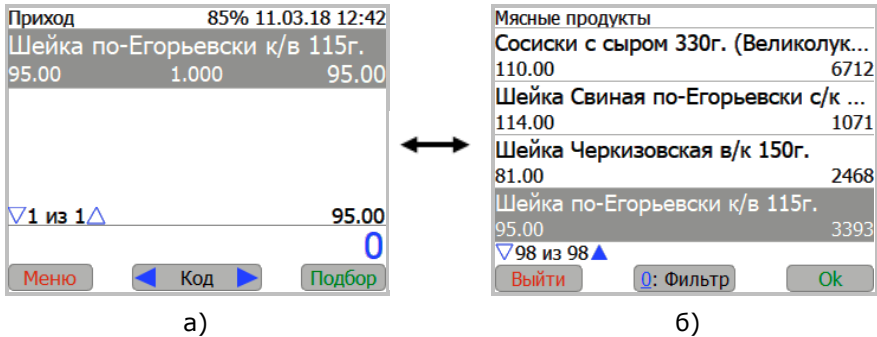 Приход 85% 11.03.18 12:42
Шейка по-Егорьевски к/в 115г.
95.00 1.000 95.00
▽1 из 1△ 95.00
0
Меню ◀ Код ▶ Подбор
а)
Мясные продукты
Сосиски с сыром 330г. (Великолук...
110.00 6712
Шейка Свиная по-Егорьевски с/к ...
114.00 1071
Шейка Черкизовская в/к 150г.
81.00 2468
Шейка по-Егорьевски к/в 115г.
95.00 3393
▽98 из 98▲
Выйти 0: Фильтр Ok
б)